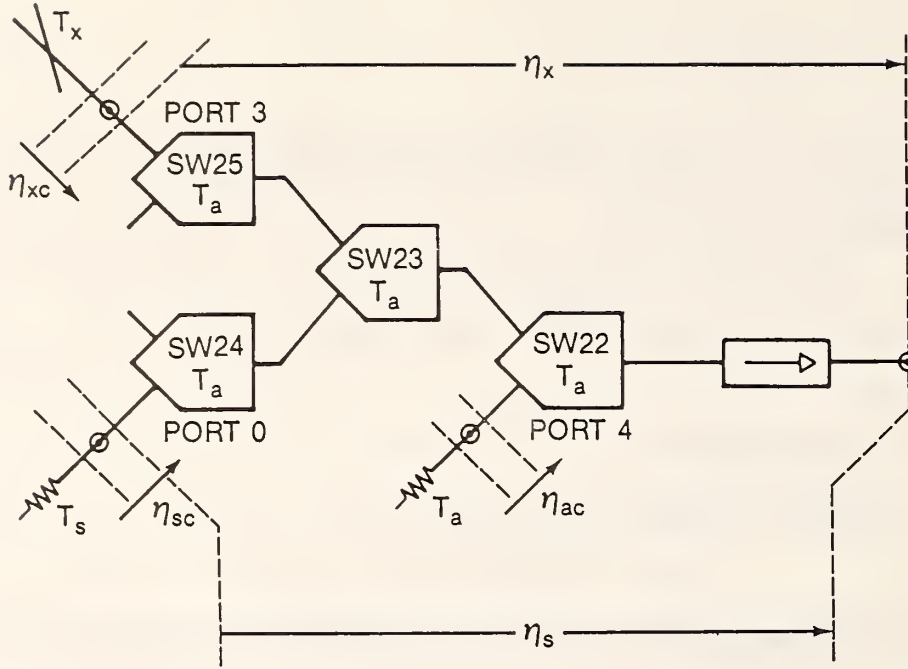 Tx
ηx
PORT 3
SW25
Ta
ηxc
SW23
Ta
SW24
Ta
SW22
Ta
PORT 0
PORT 4
Ts
ηsc
Ta
ηac
ηs